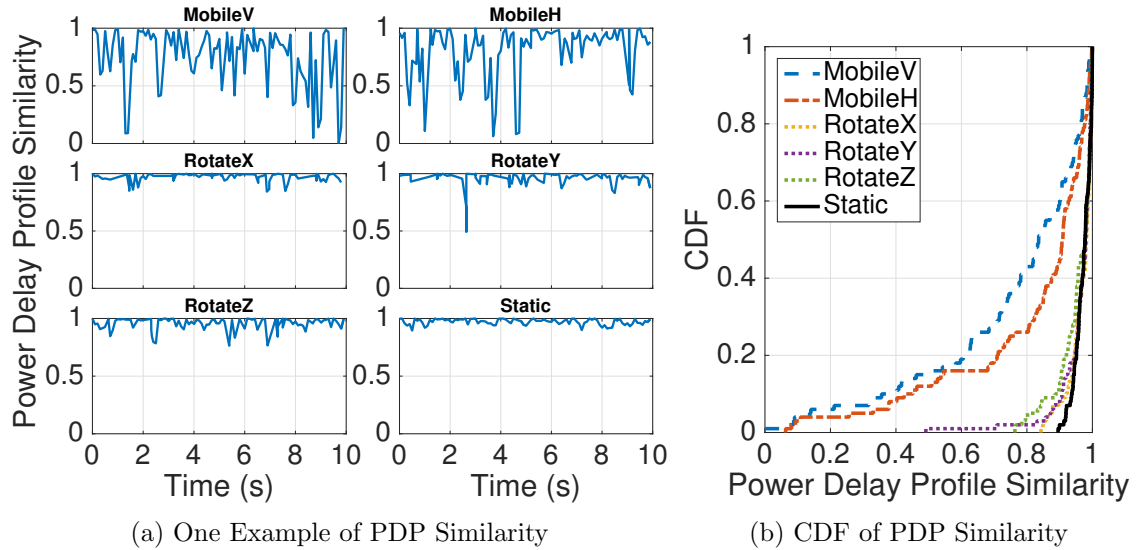 MobileV
MobileH
Power Delay Profile Similarity
1
0.5
0
RotateX
RotateY
1
0.5
0
RotateZ
Static
1
0.5
0
0 2 4 6 8 10
0 2 4 6 8 10
Time (s)
Time (s)
(a) One Example of PDP Similarity
CDF
1
0.8
0.6
0.4
0.2
0
MobileV
MobileH
RotateX
RotateY
RotateZ
Static
0 0.2 0.4 0.6 0.8 1
Power Delay Profile Similarity
(b) CDF of PDP Similarity